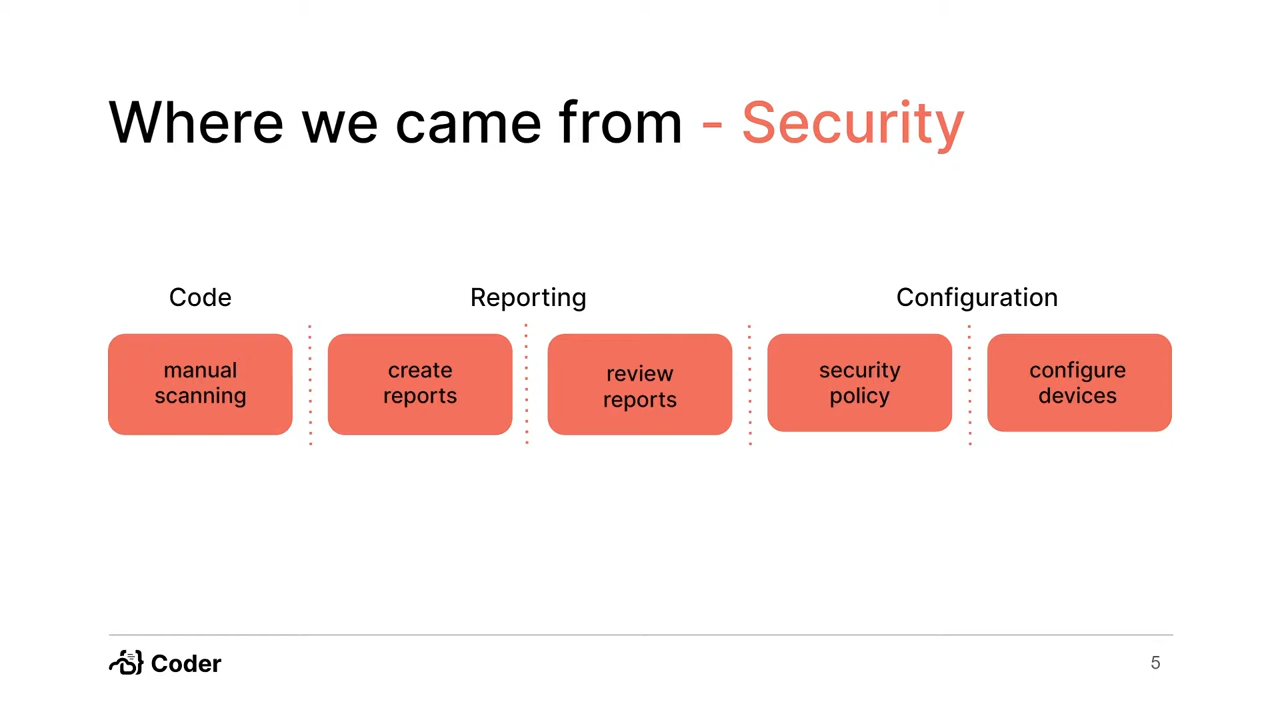 Where we came from - Security
Code
Reporting
Configuration
manual
scanning
create
reports
review
reports
security
policy
configure
devices
Coder
5